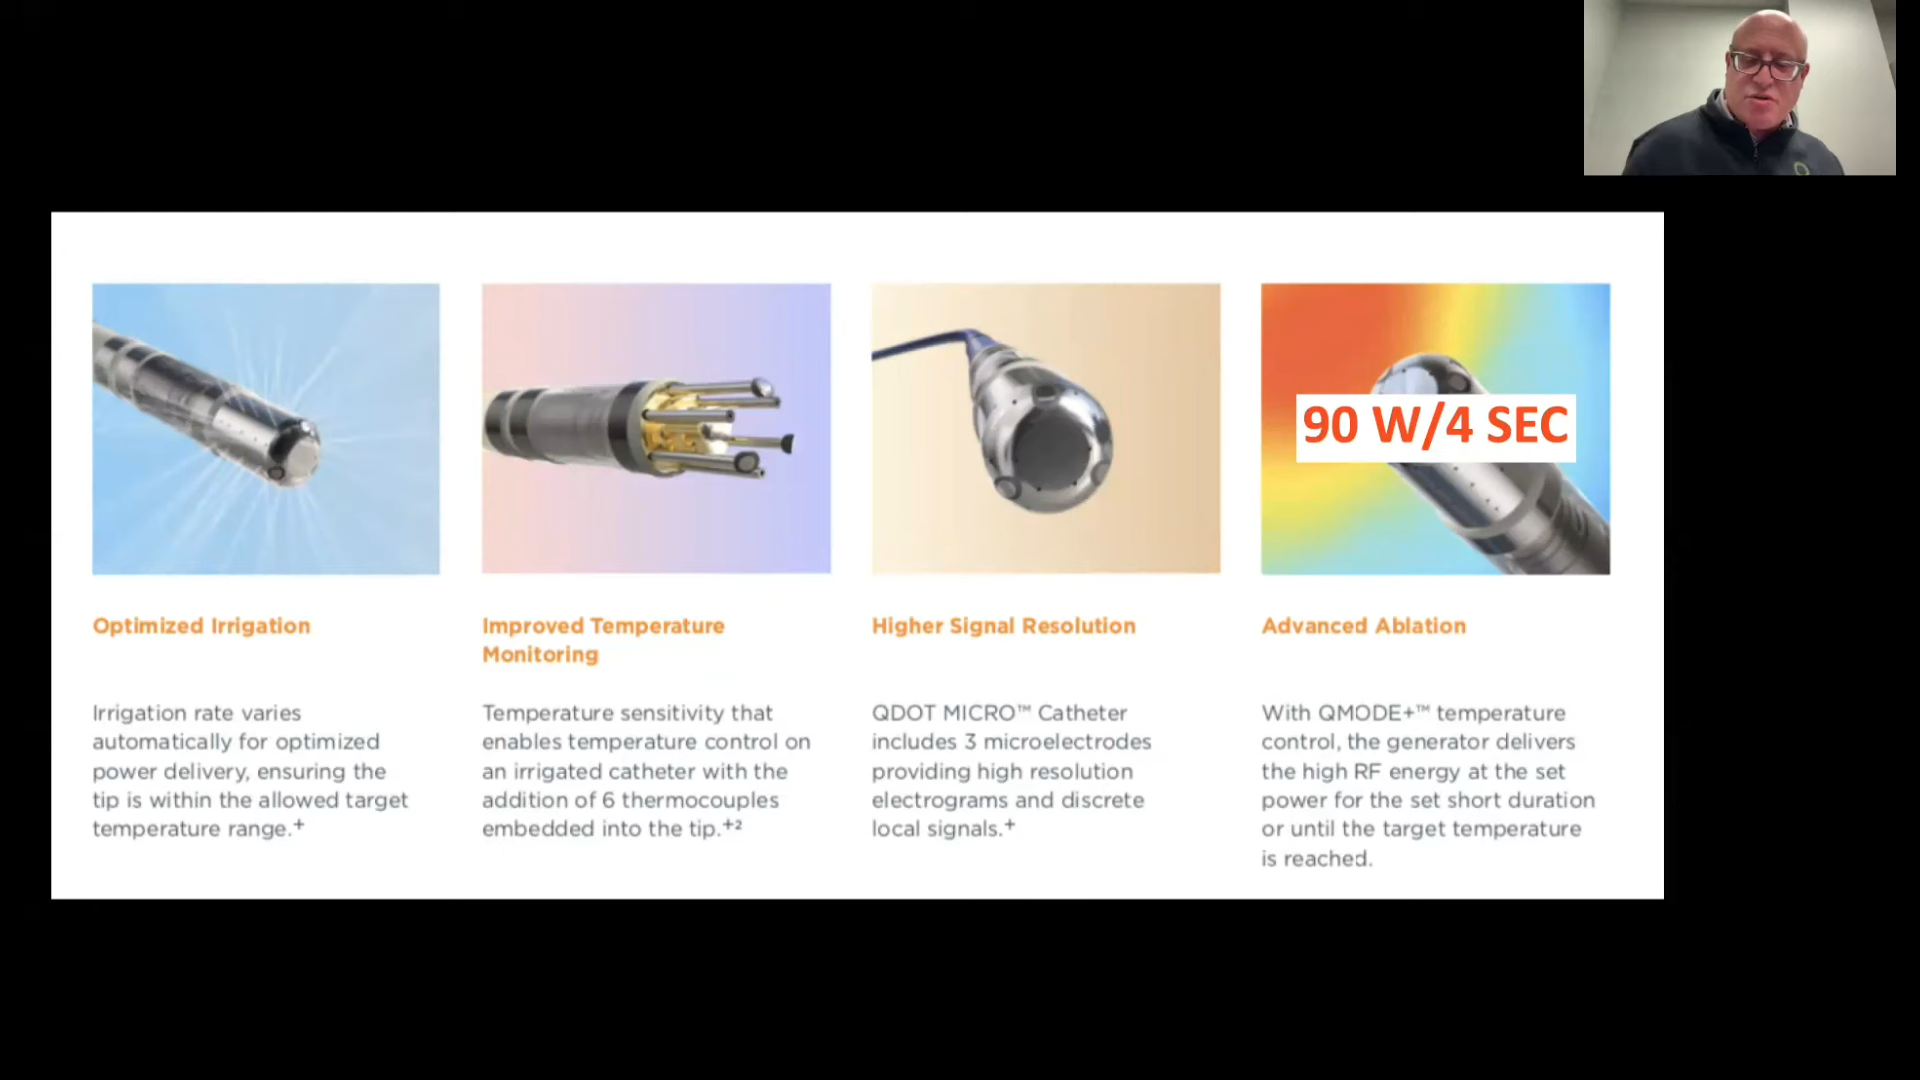 90 W/4 SEC
Optimized Irrigation
Irrigation rate varies
automatically for optimized
power delivery, ensuring the
tip is within the allowed target
temperature range.⁺
Improved Temperature
Monitoring
Temperature sensitivity that
enables temperature control on
an irrigated catheter with the
addition of 6 thermocouples
embedded into the tip.⁺²
Higher Signal Resolution
QDOT MICRO™ Catheter
includes 3 microelectrodes
providing high resolution
electrograms and discrete
local signals.⁺
Advanced Ablation
With QMODE+™ temperature
control, the generator delivers
the high RF energy at the set
power for the set short duration
or until the target temperature
is reached.